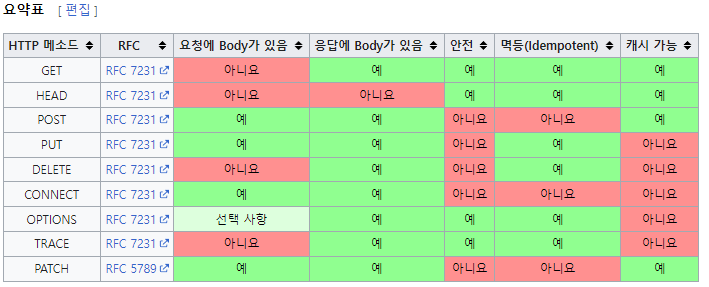 요약표 [ 편집 ]
HTTP 메소드 RFC 요청에 Body가 있음 응답에 Body가 있음 안전 멱등(Idempotent) 캐시 가능
GET RFC 7231 아니요 예 예 예 예
HEAD RFC 7231 아니요 아니요 예 예 예
POST RFC 7231 예 예 아니요 아니요 예
PUT RFC 7231 예 예 아니요 예 아니요
DELETE RFC 7231 아니요 예 아니요 예 아니요
CONNECT RFC 7231 예 예 아니요 아니요 아니요
OPTIONS RFC 7231 선택 사항 예 예 예 아니요
TRACE RFC 7231 아니요 예 예 예 아니요
PATCH RFC 5789 예 예 아니요 아니요 예